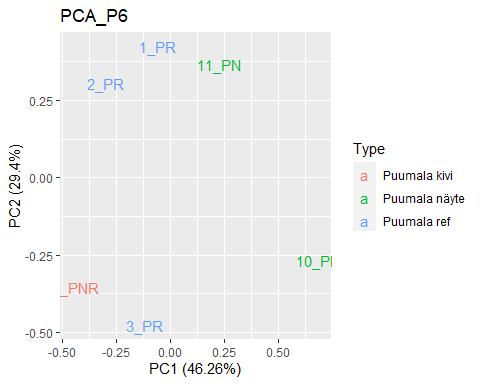 PCA_P6
1_PR
11_PN
2_PR
10_P
_PNR
3_PR
0.25
0.00
-0.25
-0.50
-0.50
-0.25
0.00
0.25
0.50
PC1 (46.26%)
PC2 (29.4%)
Type
a Puumala kivi
a Puumala näyte
a Puumala ref